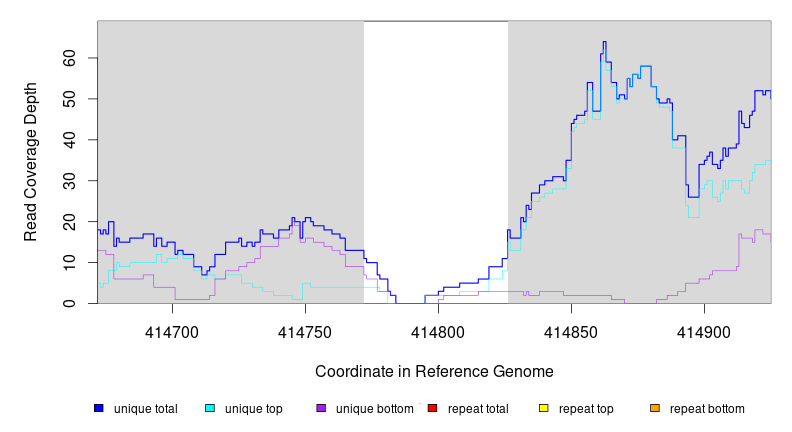 Read Coverage Depth
60
50
40
30
20
10
0
414700 414750 414800 414850 414900
Coordinate in Reference Genome
unique total unique top unique bottom repeat total repeat top repeat bottom